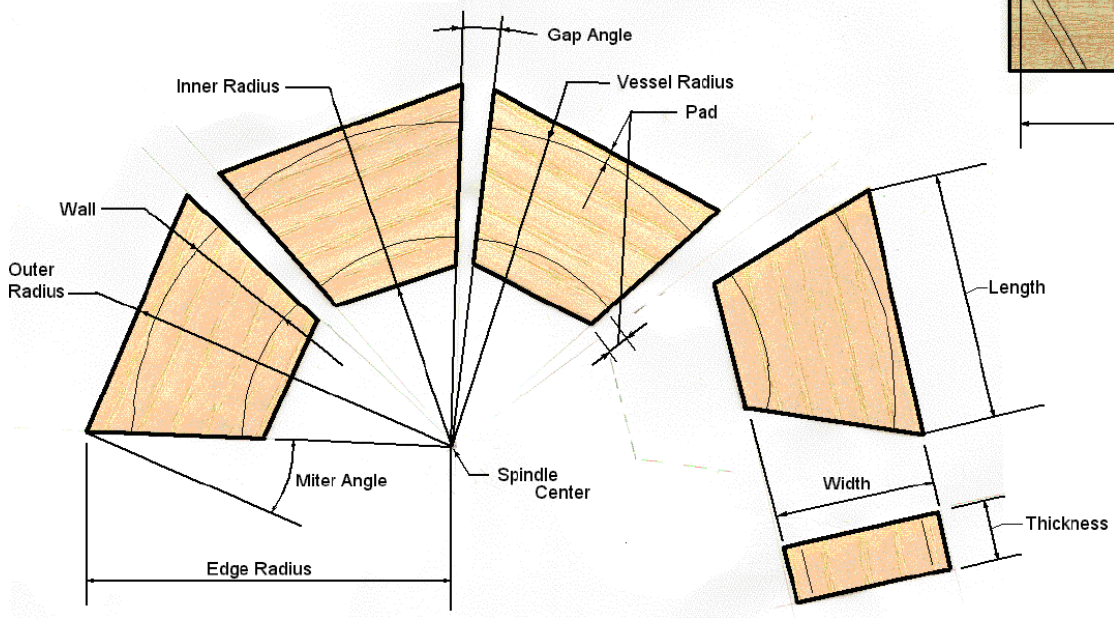 Gap Angle
Inner Radius
Vessel Radius
Pad
Wall
Outer
Radius
Length
Miter Angle
Spindle
Center
Width
Thickness
Edge Radius